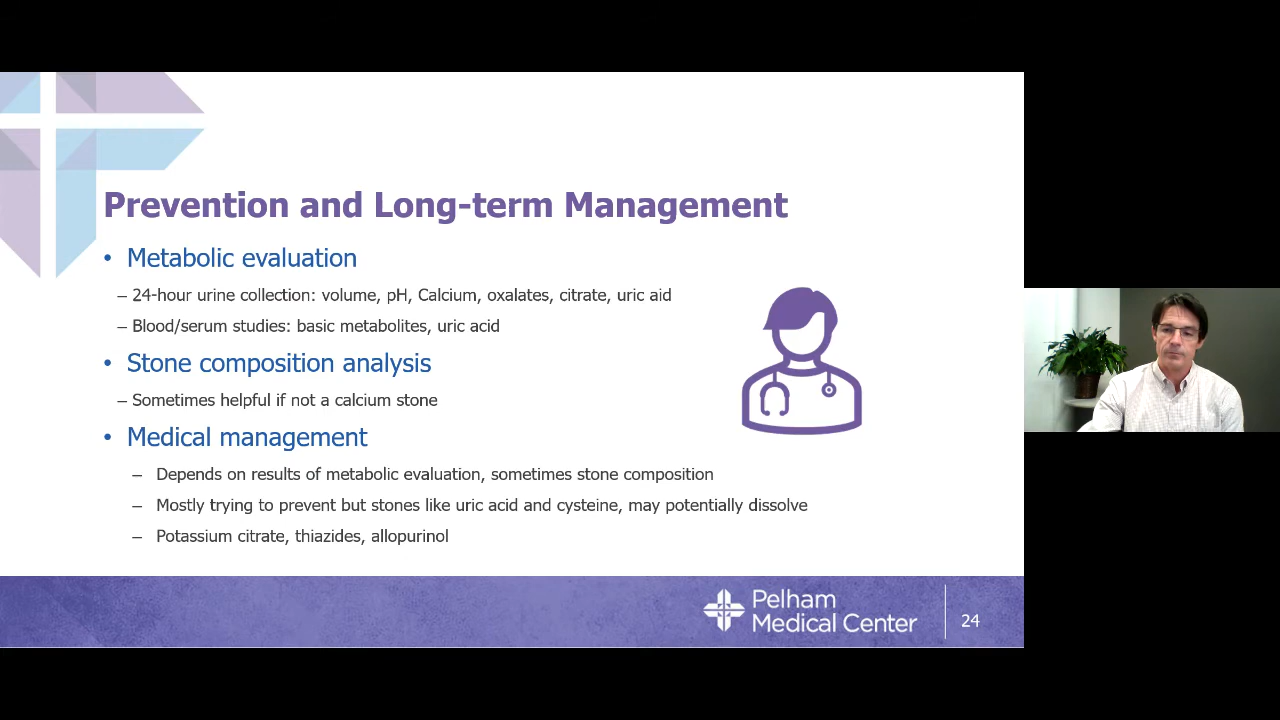 Prevention and Long-term Management
• Metabolic evaluation
– 24-hour urine collection: volume, pH, Calcium, oxalates, citrate, uric aid
– Blood/serum studies: basic metabolites, uric acid
• Stone composition analysis
– Sometimes helpful if not a calcium stone
• Medical management
– Depends on results of metabolic evaluation, sometimes stone composition
– Mostly trying to prevent but stones like uric acid and cysteine, may potentially dissolve
– Potassium citrate, thiazides, allopurinol
Pelham
Medical Center
24